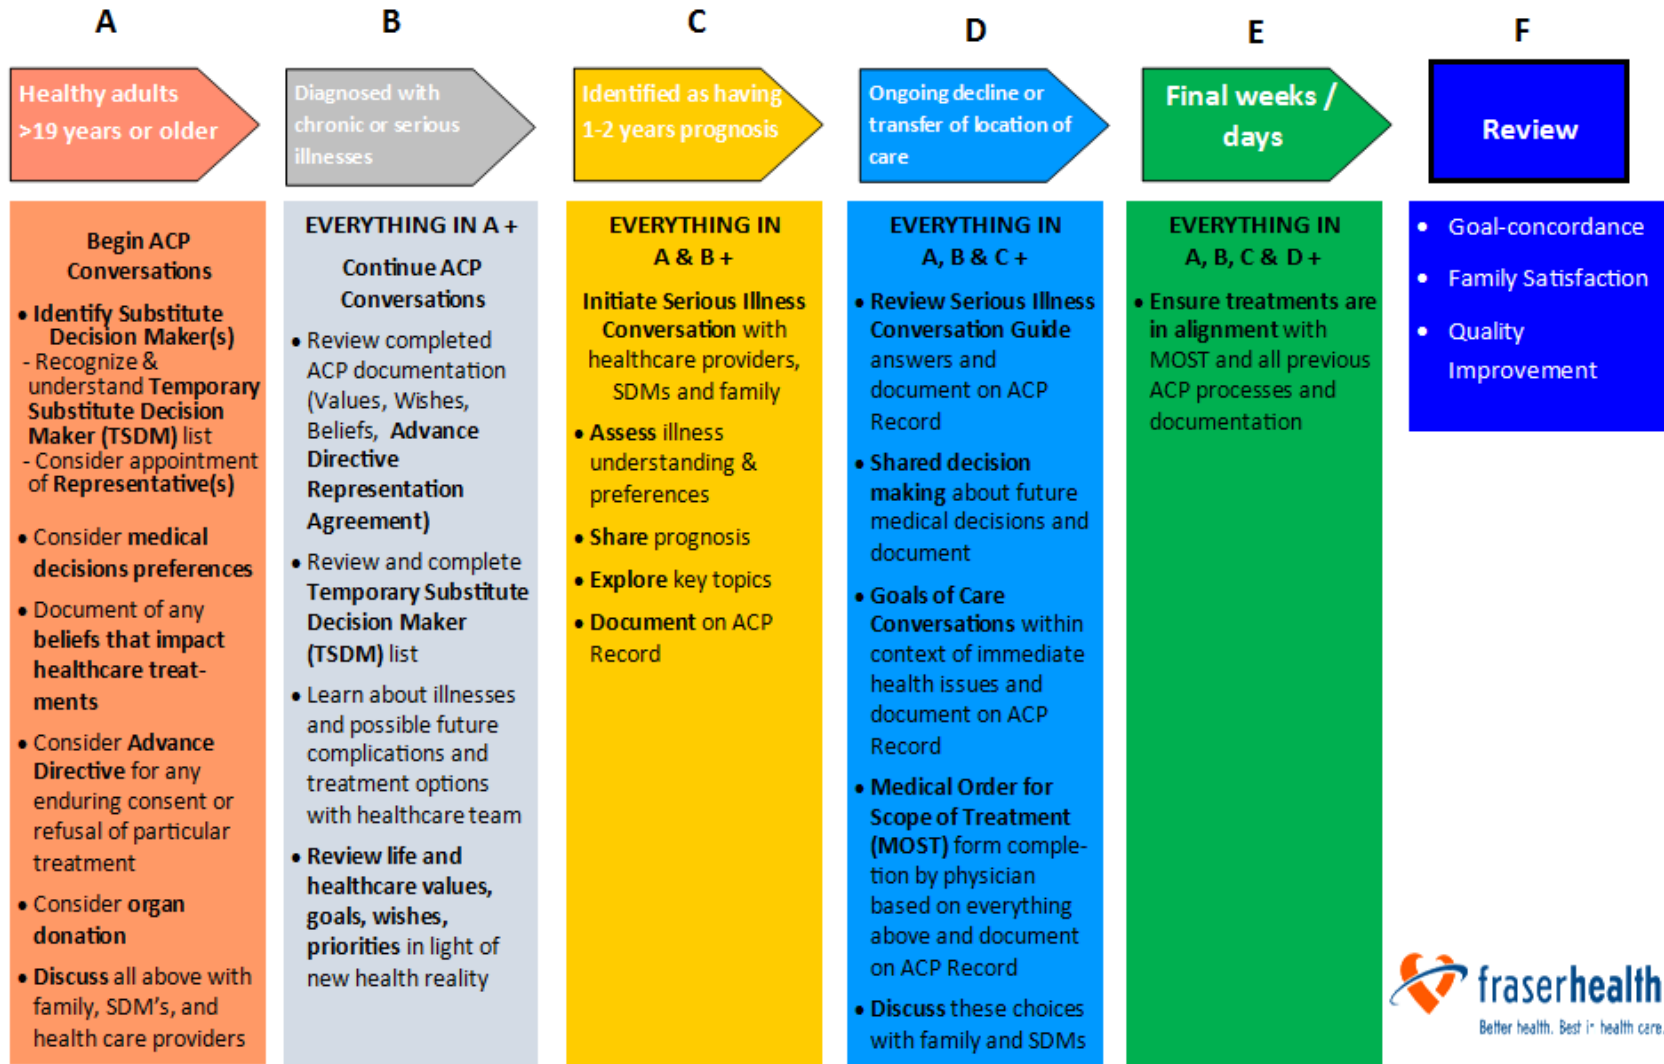 A
Healthy adults
>19 years or older
Begin ACP
Conversations
• Identify Substitute
Decision Maker(s)
- Recognize &
understand Temporary
Substitute Decision
Maker (TSDM) list
- Consider appointment
of Representative(s)
• Consider medical
decisions preferences
• Document of any
beliefs that impact
healthcare treat-
ments
• Consider Advance
Directive for any
enduring consent or
refusal of particular
treatment
• Consider organ
donation
• Discuss all above with
family, SDM's, and
health care providers
B
Diagnosed with
chronic or serious
illnesses
EVERYTHING IN A +
Continue ACP
Conversations
• Review completed
ACP documentation
(Values, Wishes,
Beliefs, Advance
Directive
Representation
Agreement)
• Review and complete
Temporary Substitute
Decision Maker
(TSDM) list
• Learn about illnesses
and possible future
complications and
treatment options
with healthcare team
• Review life and
healthcare values,
goals, wishes,
priorities in light of
new health reality
C
Identified as having
1-2 years prognosis
EVERYTHING IN
A & B +
Initiate Serious Illness
Conversation with
healthcare providers,
SDMs and family
• Assess illness
understanding &
preferences
• Share prognosis
• Explore key topics
• Document on ACP
Record
D
Ongoing decline or
transfer of location of
care
EVERYTHING IN
A, B & C +
• Review Serious Illness
Conversation Guide
answers and
document on ACP
Record
• Shared decision
making about future
medical decisions and
document
• Goals of Care
Conversations within
context of immediate
health issues and
document on ACP
Record
• Medical Order for
Scope of Treatment
(MOST) form comple-
tion by physician
based on everything
above and document
on ACP Record
• Discuss these choices
with family and SDMs
E
Final weeks /
days
EVERYTHING IN
A, B, C & D +
• Ensure treatments are
in alignment with
MOST and all previous
ACP processes and
documentation
F
Review
• Goal-concordance
• Family Satisfaction
• Quality
Improvement
fraserhealth
Better health. Best in health care.